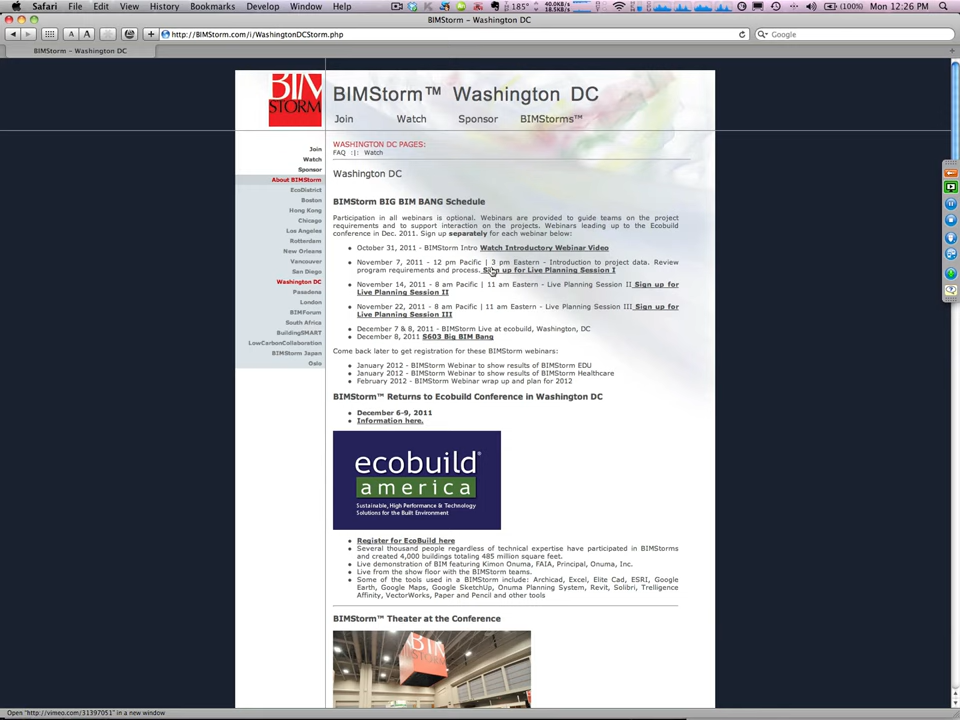 Safari File Edit View History Bookmarks Develop Window Help 185° 40.0KB/s 18.5KB/s (100%) Mon 12:26 PM
BIMStorm - Washington DC
A A http://BIMStorm.com/i/WashingtonDCStorm.php Google
BIMStorm - Washington DC
BIM
STORM
BIMStorm™ Washington DC
Join Watch Sponsor BIMStorms™
Join
Watch
Sponsor
About BIMStorm
EcoDistrict
Boston
Hong Kong
Chicago
Los Angeles
Rotterdam
New Orleans
Vancouver
San Diego
Washington DC
Pasadena
London
BIMForum
South Africa
BuildingSMART
LowCarbonCollaboration
BIMStorm Japan
Oslo
WASHINGTON DC PAGES:
FAQ :|: Watch
Washington DC
BIMStorm BIG BIM BANG Schedule
Participation in all webinars is optional. Webinars are provided to guide teams on the project
requirements and to support interaction on the projects. Webinars leading up to the Ecobuild
conference in Dec. 2011. Sign up separately for each webinar below:
• October 31, 2011 - BIMStorm Intro Watch Introductory Webinar Video
• November 7, 2011 - 12 pm Pacific | 3 pm Eastern - Introduction to project data. Review
program requirements and process. Sign up for Live Planning Session I
• November 14, 2011 - 8 am Pacific | 11 am Eastern - Live Planning Session II Sign up for
Live Planning Session II
• November 22, 2011 - 8 am Pacific | 11 am Eastern - Live Planning Session III Sign up for
Live Planning Session III
• December 7 & 8, 2011 - BIMStorm Live at ecobuild, Washington, DC
• December 8, 2011 S603 Big BIM Bang
Come back later to get registration for these BIMStorm webinars:
• January 2012 - BIMStorm Webinar to show results of BIMStorm EDU
• January 2012 - BIMStorm Webinar to show results of BIMStorm Healthcare
• February 2012 - BIMStorm Webinar wrap up and plan for 2012
BIMStorm™ Returns to Ecobuild Conference in Washington DC
• December 6-9, 2011
• Information here.
ecobuild®
america
Sustainable, High Performance & Technology
Solutions for the Built Environment
• Register for EcoBuild here
• Several thousand people regardless of technical expertise have participated in BIMStorms
and created 4,000 buildings totaling 485 million square feet.
• Live demonstration of BIM featuring Kimon Onuma, FAIA, Principal, Onuma, Inc.
• Live from the show floor with the BIMStorm teams.
• Some of the tools used in a BIMStorm include: Archicad, Excel, Elite Cad, ESRI, Google
Earth, Google Maps, Google SketchUp, Onuma Planning System, Revit, Solibri, Trelligence
Affinity, VectorWorks, Paper and Pencil and other tools
BIMStorm™ Theater at the Conference
BIM
STORM
Open "http://vimeo.com/31397051" in a new window